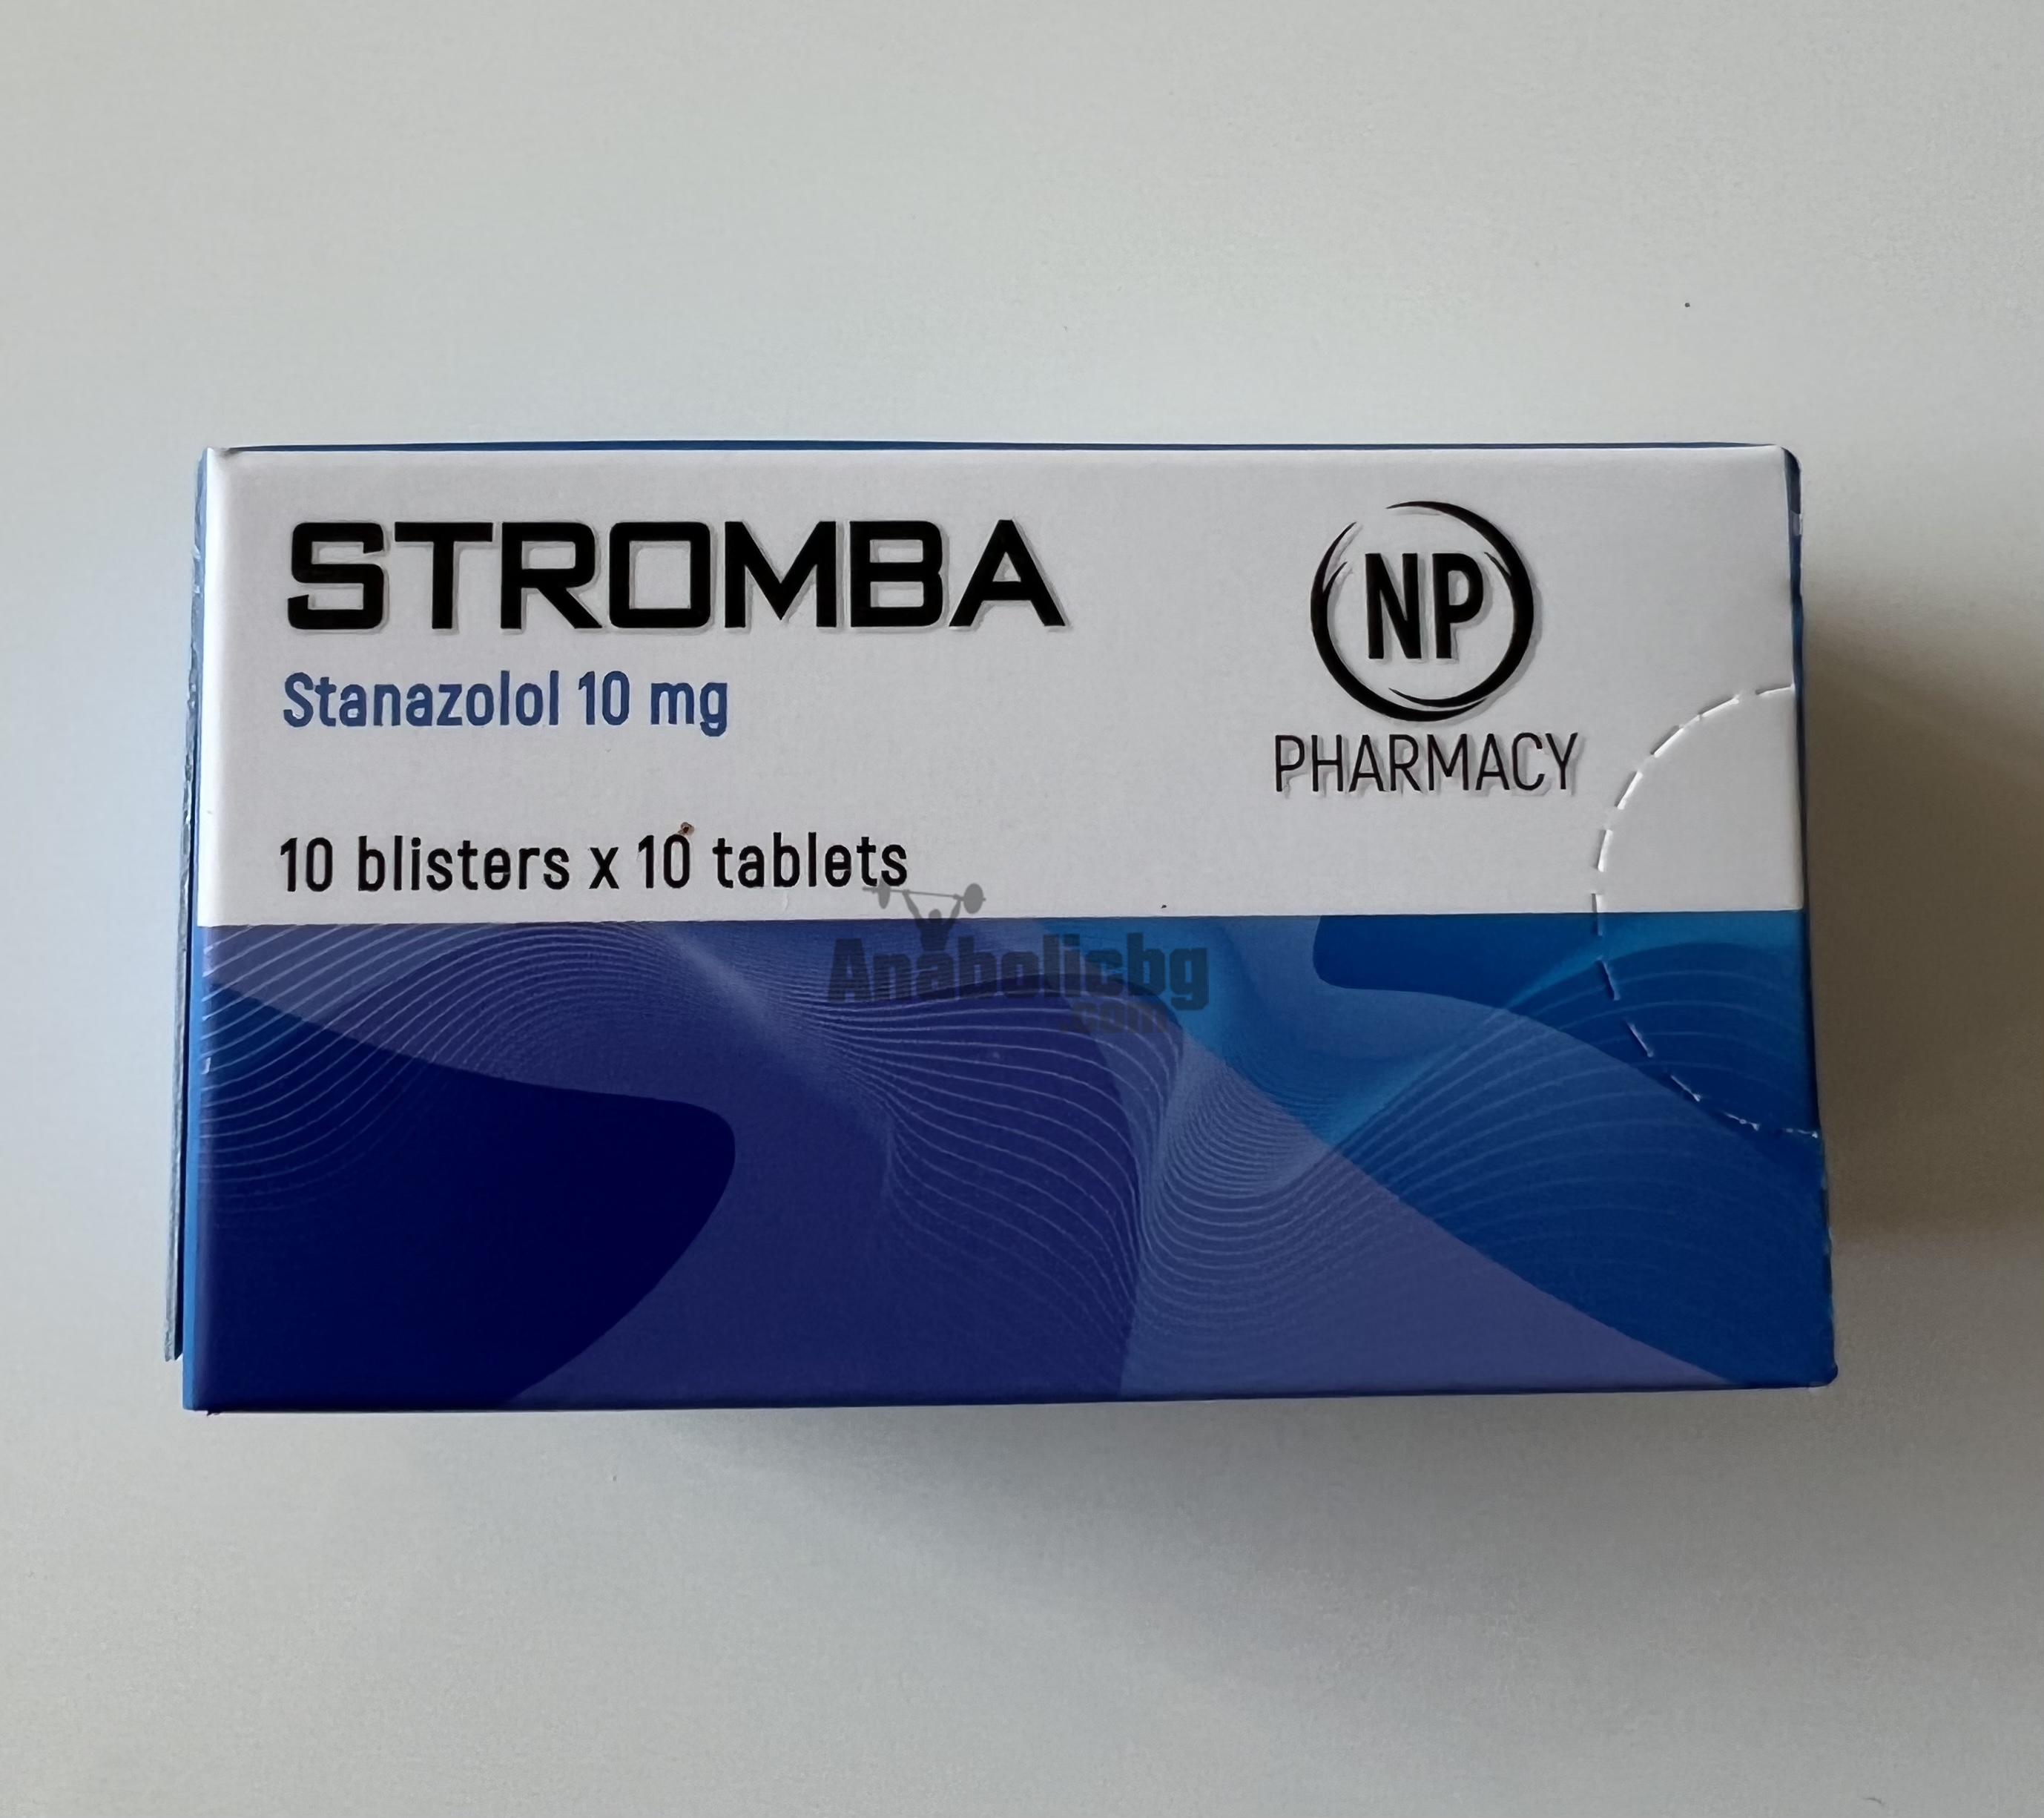 STROMBA
Stanazolol 10 mg
10 blisters x 10 tablets
NP
PHARMACY
Anabolicbg
.com